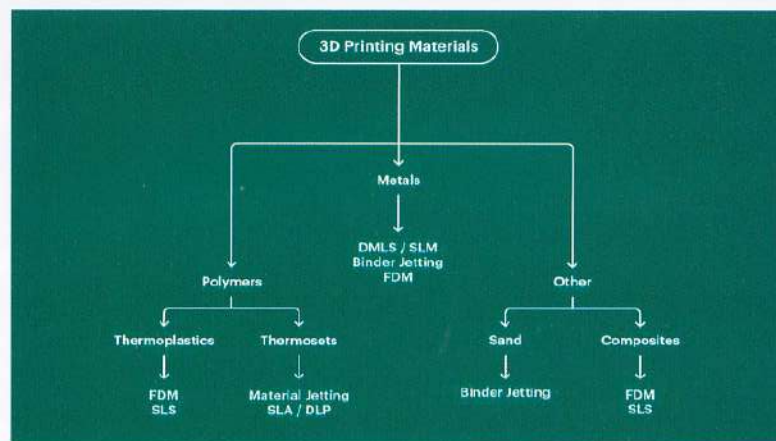 3D Printing Materials
Metals
DMLS / SLM
Binder Jetting
FDM
Polymers
Other
Thermoplastics
Thermosets
Sand
Composites
FDM
SLS
Material Jetting
SLA / DLP
Binder Jetting
FDM
SLS